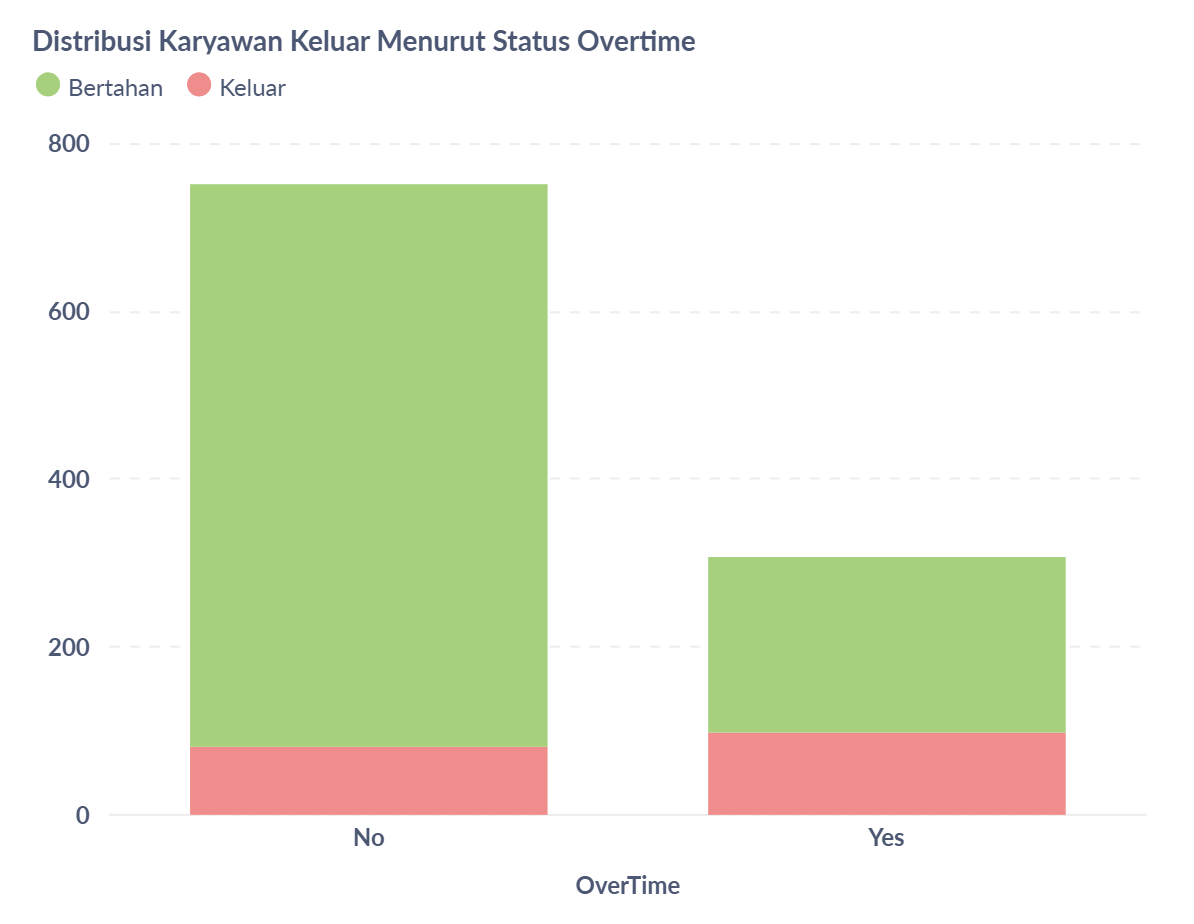 Distribusi Karyawan Keluar Menurut Status Overtime
Bertahan Keluar
800
600
400
200
0
No Yes
OverTime